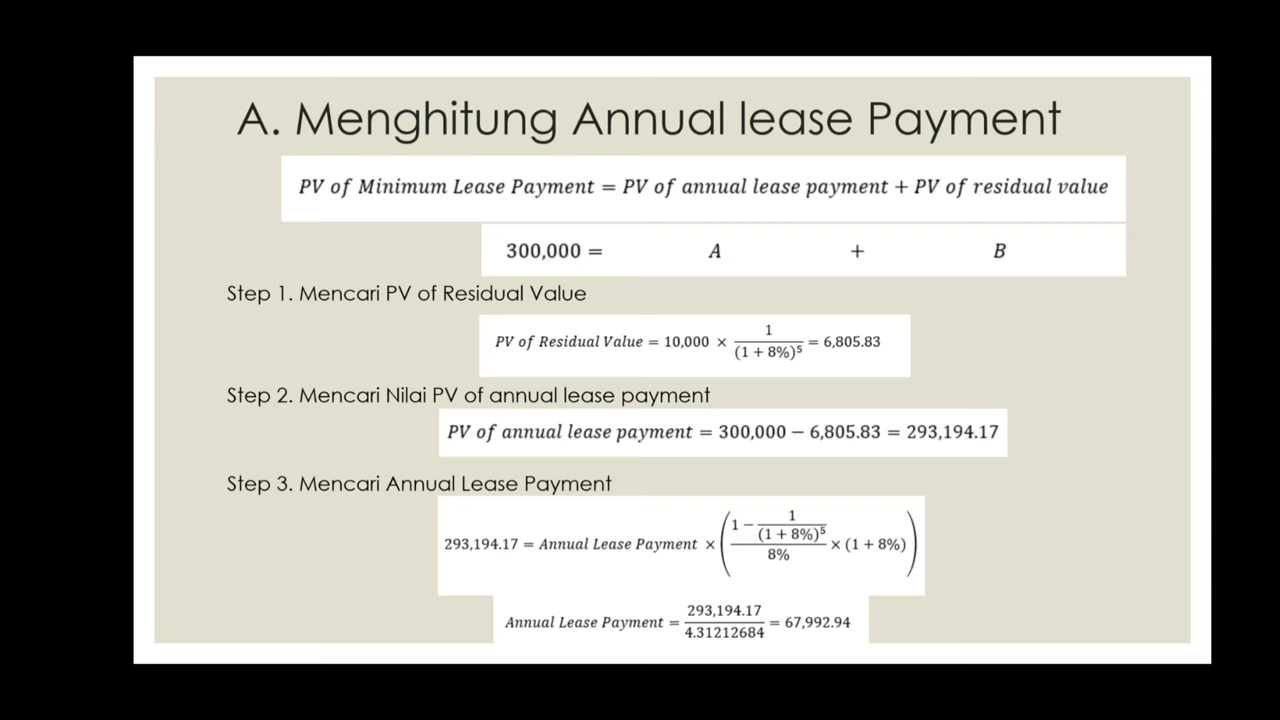 A. Menghitung Annual lease Payment
PV of Minimum Lease Payment = PV of annual lease payment + PV of residual value
300,000 = A + B
Step 1. Mencari PV of Residual Value
PV of Residual Value = 10,000 × 1/(1 + 8%)⁵ = 6,805.83
Step 2. Mencari Nilai PV of annual lease payment
PV of annual lease payment = 300,000 − 6,805.83 = 293,194.17
Step 3. Mencari Annual Lease Payment
293,194.17 = Annual Lease Payment × ((1 − 1/(1 + 8%)⁵)/8% × (1 + 8%))
Annual Lease Payment = 293,194.17/4.31212684 = 67,992.94